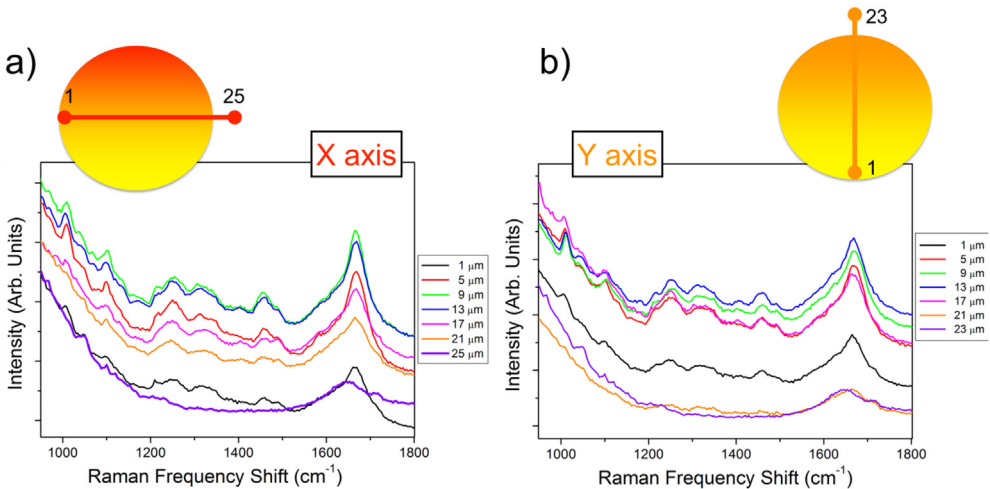 a)
1
25
X axis
Intensity (Arb. Units)
1 μm
5 μm
9 μm
13 μm
17 μm
21 μm
25 μm
1000 1200 1400 1600 1800
Raman Frequency Shift (cm-1)
b)
23
1
Y axis
Intensity (Arb. Units)
1 μm
5 μm
9 μm
13 μm
17 μm
21 μm
23 μm
1000 1200 1400 1600 1800
Raman Frequency Shift (cm-1)